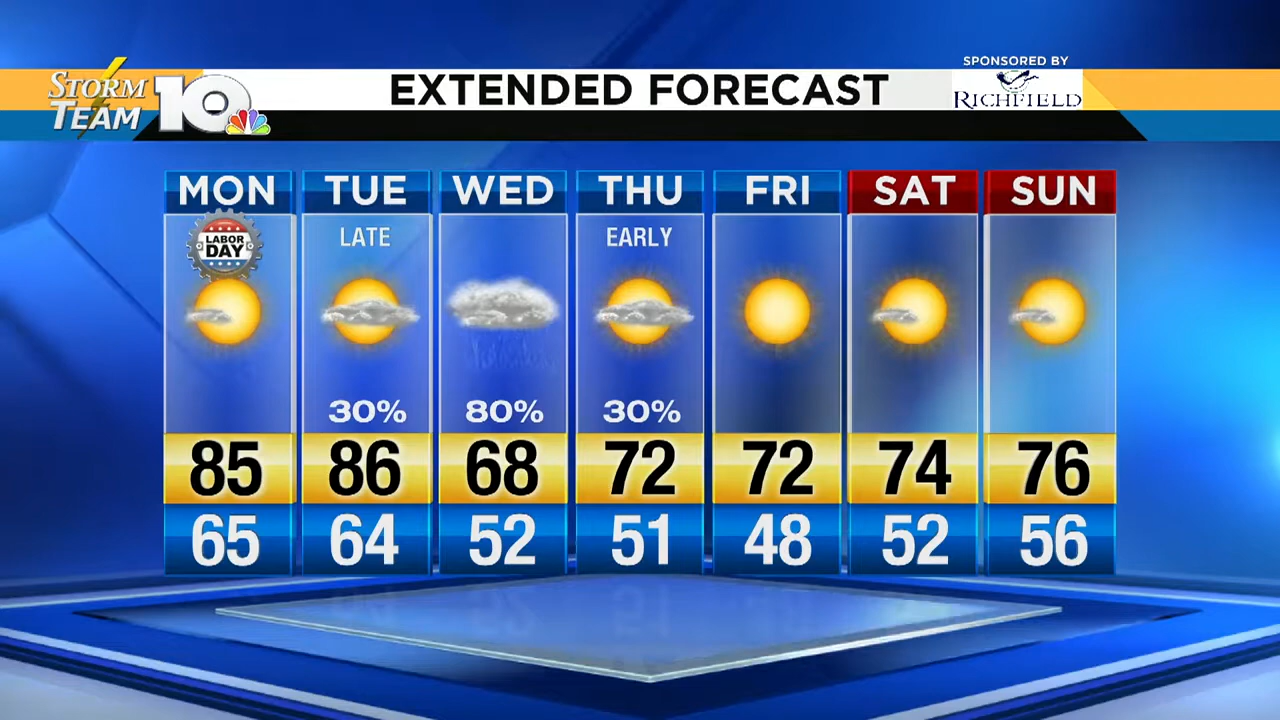 STORM
TEAM 10
EXTENDED FORECAST
SPONSORED BY
RICHFIELD
MON TUE WED THU FRI SAT SUN
LABOR
DAY
LATE EARLY
30% 80% 30%
85 86 68 72 72 74 76
65 64 52 51 48 52 56